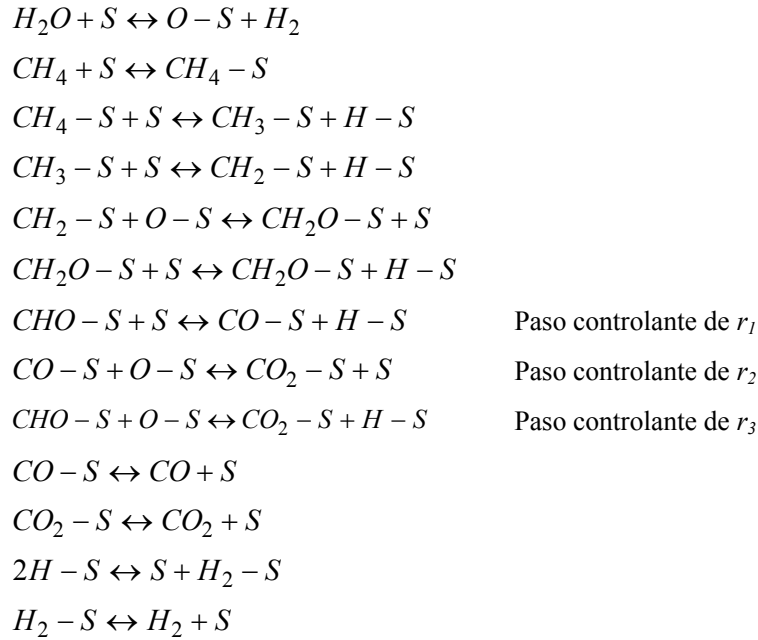 H₂O + S ↔ O − S + H₂
CH₄ + S ↔ CH₄ − S
CH₄ − S + S ↔ CH₃ − S + H − S
CH₃ − S + S ↔ CH₂ − S + H − S
CH₂ − S + O − S ↔ CH₂O − S + S
CH₂O − S + S ↔ CH₂O − S + H − S
CHO − S + S ↔ CO − S + H − S Paso controlante de r₁
CO − S + O − S ↔ CO₂ − S + S Paso controlante de r₂
CHO − S + O − S ↔ CO₂ − S + H − S Paso controlante de r₃
CO − S ↔ CO + S
CO₂ − S ↔ CO₂ + S
2H − S ↔ S + H₂ − S
H₂ − S ↔ H₂ + S